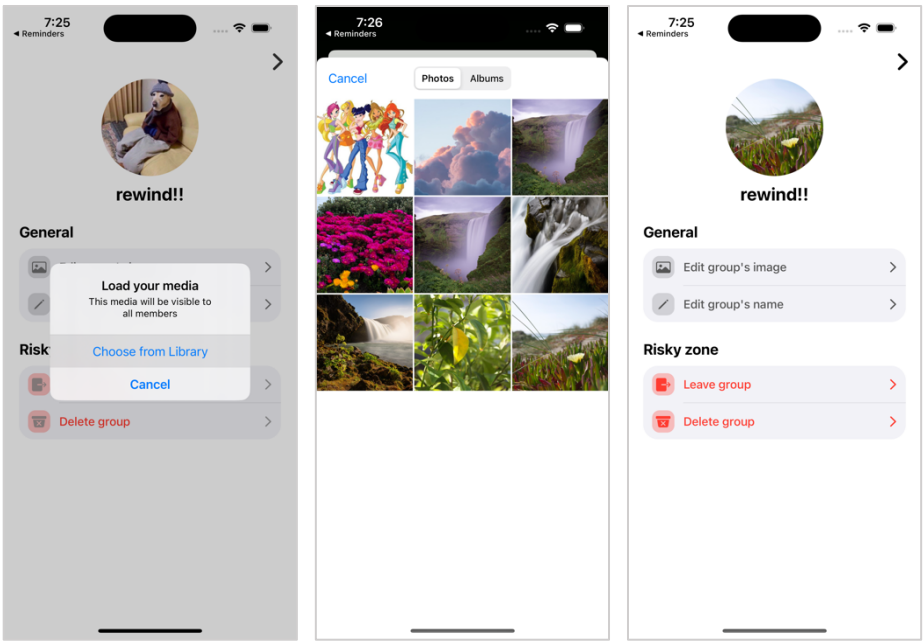 7:25
◀ Reminders
rewind!!
General
Load your media
This media will be visible to
all members
Choose from Library
Cancel
Risky
Delete group
7:26
◀ Reminders
Cancel
Photos
Albums
7:25
◀ Reminders
rewind!!
General
Edit group's image
Edit group's name
Risky zone
Leave group
Delete group